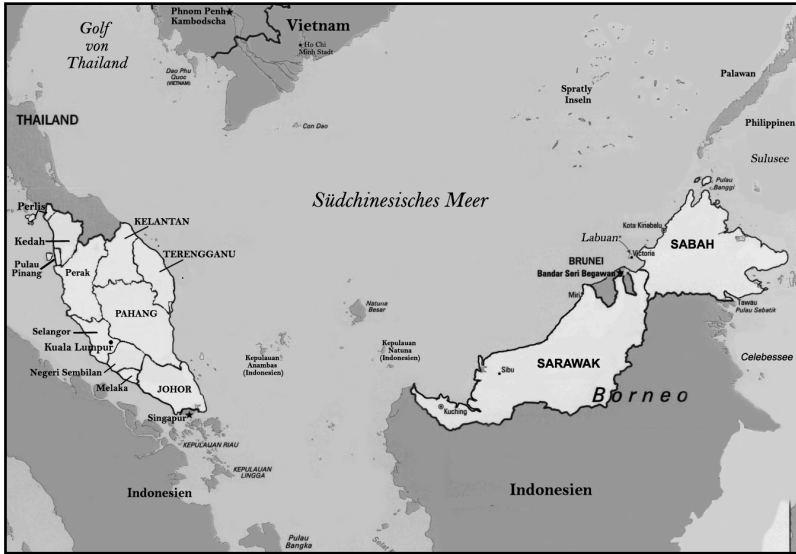 Phnom Penh
Kambodscha
Golf
von
Thailand
Vietnam
Ho Chi
Minh Stadt
Dao Phu
Quoc
(VIETNAM)
Con Dao
Spratly
Inseln
Palawan
Philippinen
Sulusee
THAILAND
Südchinesisches Meer
Pulau
Banggi
Perlis
KELANTAN
Kedah
TERENGGANU
Pulau
Pinang
Perak
Kota Kinabalu
Labuan
Victoria
SABAH
BRUNEI
Bandar Seri Begawan
Miri
PAHANG
Natuna
Besar
Tawau
Pulau Sebatik
Selangor
Kuala Lumpur
Kepulauan
Anambas
(Indonesien)
Kepulauan
Natuna
(Indonesien)
Celebessee
Negeri Sembilan
Melaka
JOHOR
Sibu
SARAWAK
Borneo
Kuching
Singapur
KEPULAUAN RIAU
KEPULAUAN
LINGGA
Indonesien
Indonesien
Pulau
Bangka